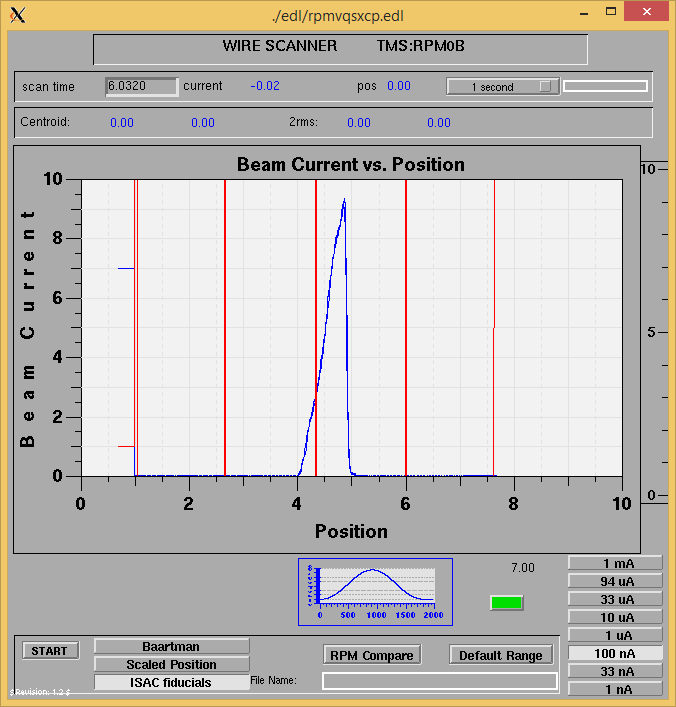 ./edl/rpmvqsxcp.edl
WIRE SCANNER TMS:RPM0B
scan time 6.0320 current -0.02 pos 0.00 1 second
Centroid: 0.00 0.00 2rms: 0.00 0.00
Beam Current vs. Position
Beam Current
10
8
6
4
2
0
0 2 4 6 8 10
Position
10
5
0
0 500 1000 1500 2000
7.00
1 mA
94 uA
33 uA
10 uA
1 uA
100 nA
33 nA
1 nA
START
Baartman
Scaled Position
ISAC fiducials
RPM Compare
Default Range
File Name:
$Revision: 1.2 $